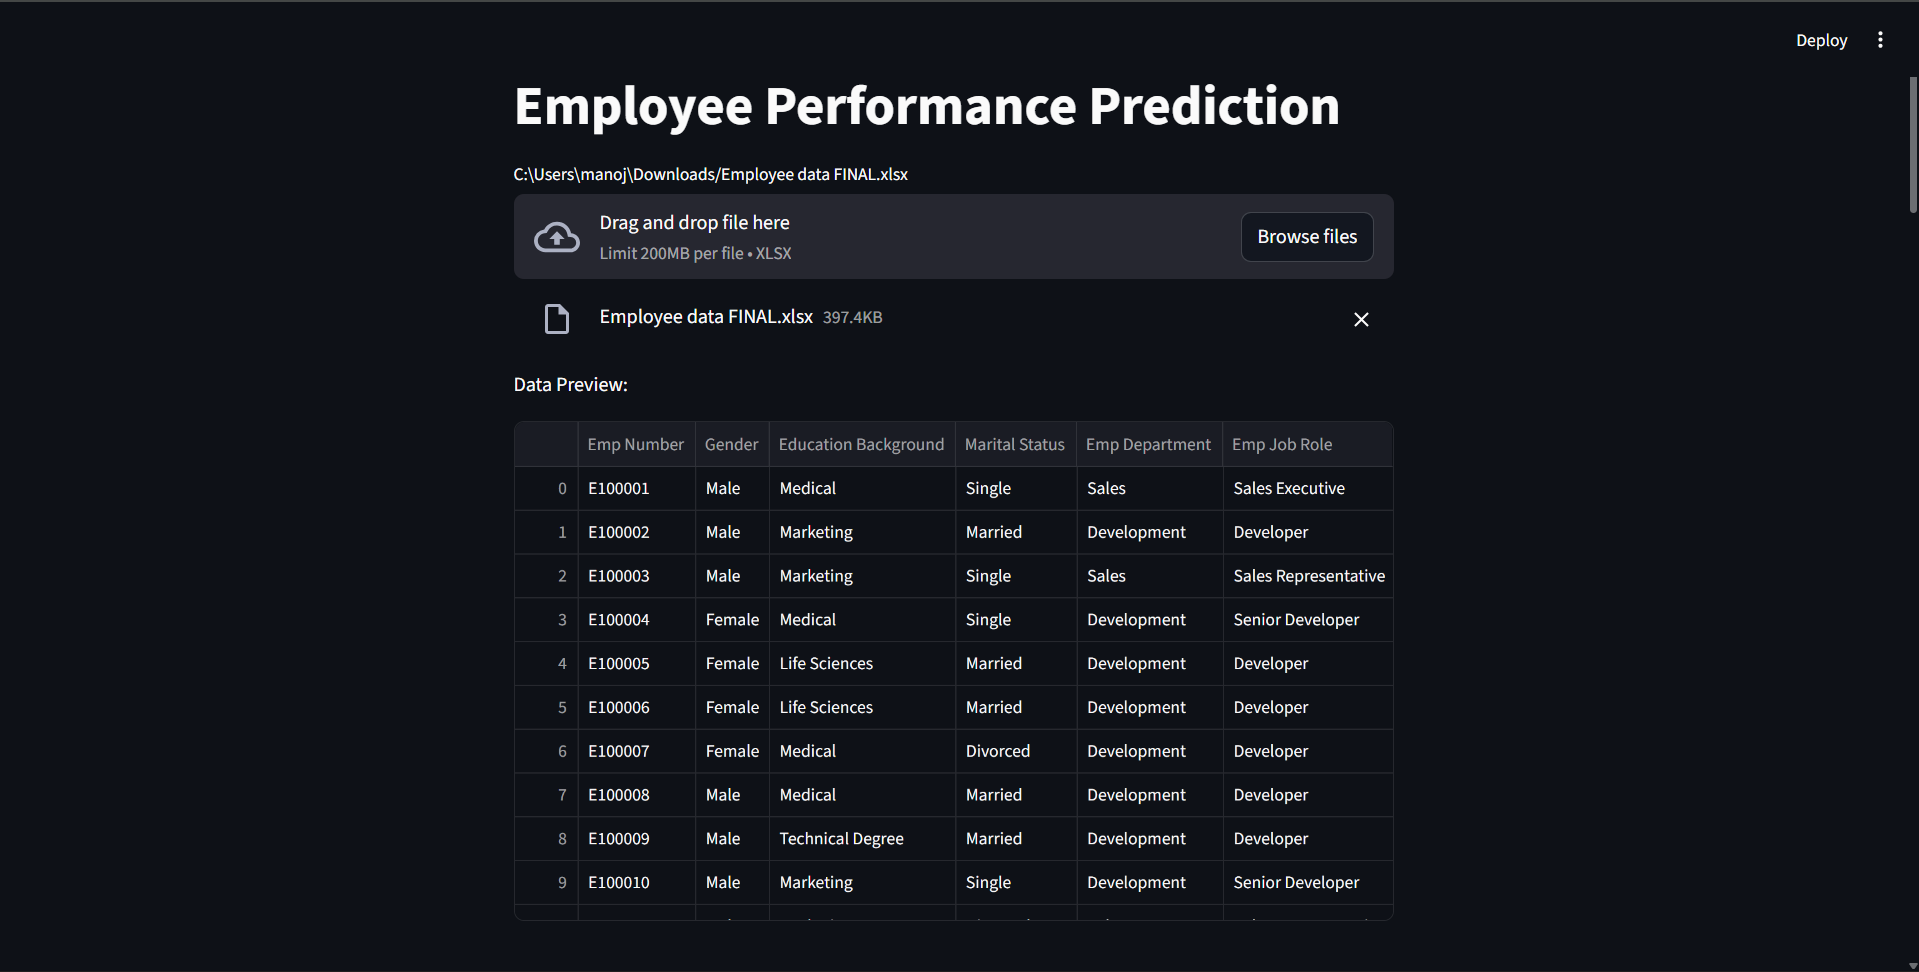 Deploy
Employee Performance Prediction
C:\Users\manoj\Downloads/Employee data FINAL.xlsx
Drag and drop file here
Limit 200MB per file • XLSX
Browse files
Employee data FINAL.xlsx 397.4KB
Data Preview:
Emp Number Gender Education Background Marital Status Emp Department Emp Job Role
0 E100001 Male Medical Single Sales Sales Executive
1 E100002 Male Marketing Married Development Developer
2 E100003 Male Marketing Single Sales Sales Representative
3 E100004 Female Medical Single Development Senior Developer
4 E100005 Female Life Sciences Married Development Developer
5 E100006 Female Life Sciences Married Development Developer
6 E100007 Female Medical Divorced Development Developer
7 E100008 Male Medical Married Development Developer
8 E100009 Male Technical Degree Married Development Developer
9 E100010 Male Marketing Single Development Senior Developer